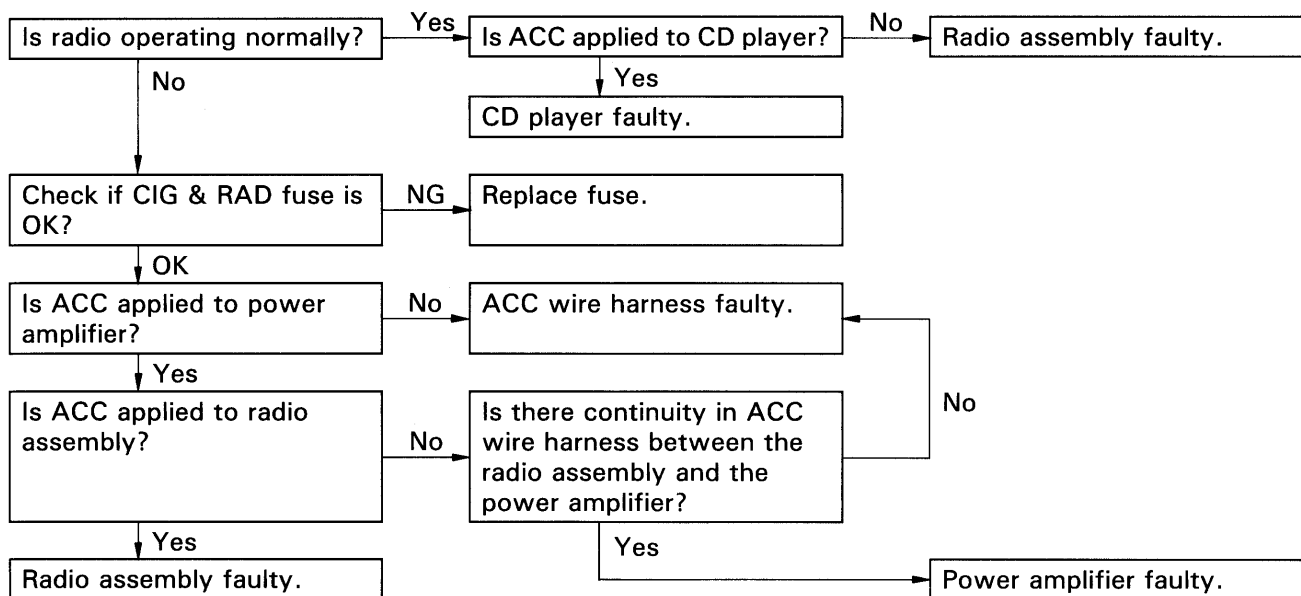 Is radio operating normally?
Yes
Is ACC applied to CD player?
No
Radio assembly faulty.
No
Yes
CD player faulty.
Check if CIG & RAD fuse is
OK?
NG
Replace fuse.
OK
Is ACC applied to power
amplifier?
No
ACC wire harness faulty.
Yes
Is ACC applied to radio
assembly?
No
Is there continuity in ACC
wire harness between the
radio assembly and the
power amplifier?
No
Yes
Radio assembly faulty.
Yes
Power amplifier faulty.